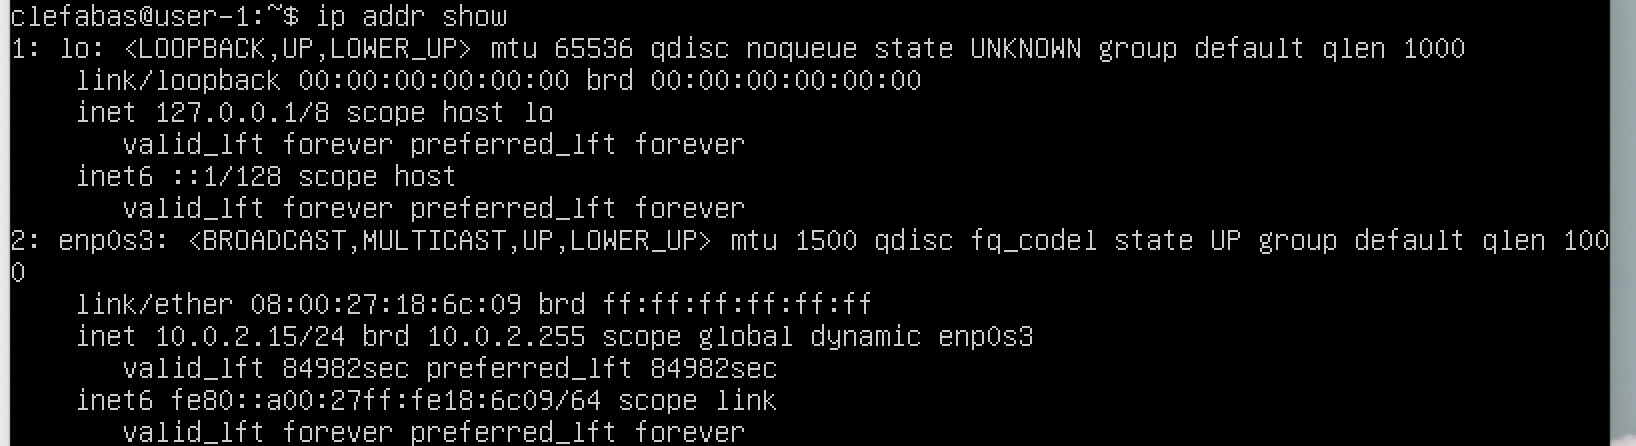 clefabas@user-1:~$ ip addr show
1: lo: <LOOPBACK,UP,LOWER_UP> mtu 65536 qdisc noqueue state UNKNOWN group default qlen 1000
    link/loopback 00:00:00:00:00:00 brd 00:00:00:00:00:00
    inet 127.0.0.1/8 scope host lo
       valid_lft forever preferred_lft forever
    inet6 ::1/128 scope host
       valid_lft forever preferred_lft forever
2: enp0s3: <BROADCAST,MULTICAST,UP,LOWER_UP> mtu 1500 qdisc fq_codel state UP group default qlen 100
0
    link/ether 08:00:27:18:6c:09 brd ff:ff:ff:ff:ff:ff
    inet 10.0.2.15/24 brd 10.0.2.255 scope global dynamic enp0s3
       valid_lft 84982sec preferred_lft 84982sec
    inet6 fe80::a00:27ff:fe18:6c09/64 scope link
       valid_lft forever preferred_lft forever